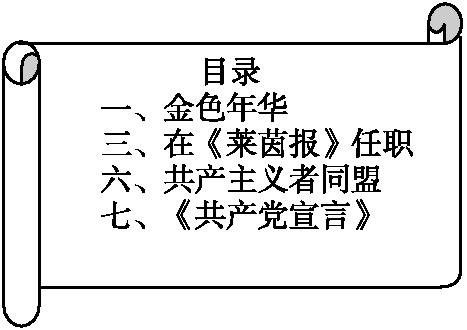 目录
一、金色年华
三、在《莱茵报》任职
六、共产主义者同盟
七、《共产党宣言》